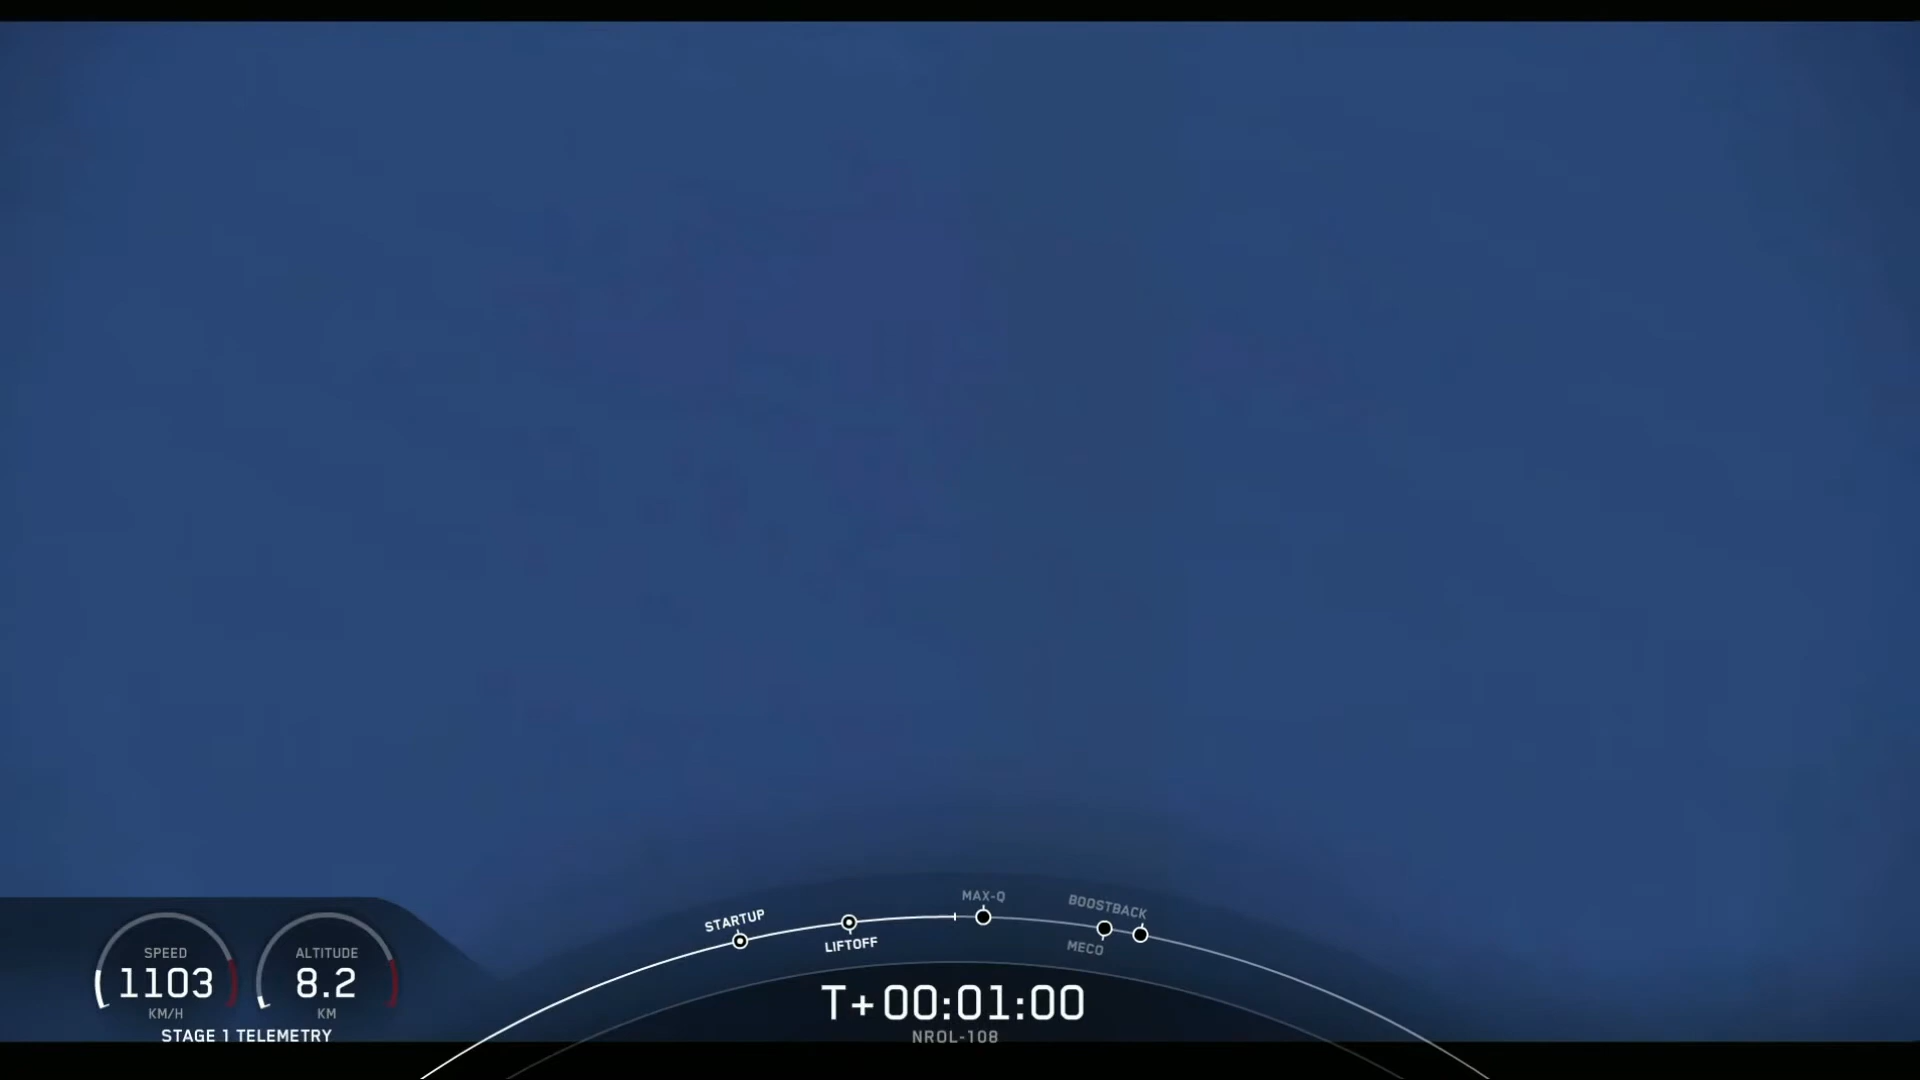 MAX-Q
BOOSTBACK
STARTUP
LIFTOFF
MECO
SPEED
1103
KM/H
ALTITUDE
8.2
KM
STAGE 1 TELEMETRY
T+00:01:00
NROL-108